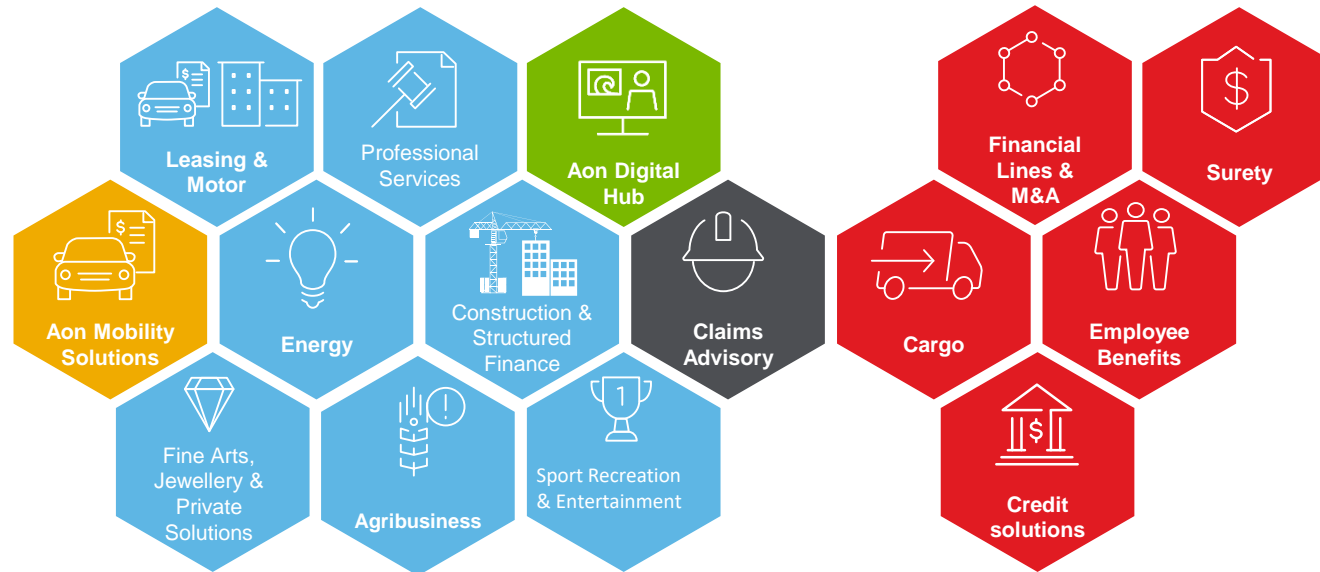 Leasing &
Motor
Professional
Services
Aon Digital
Hub
Financial
Lines &
M&A
$
Surety
$
Aon Mobility
Solutions
Energy
Construction &
Structured
Finance
Claims
Advisory
Cargo
Employee
Benefits
Fine Arts,
Jewellery &
Private
Solutions
Agribusiness
1
Sport Recreation
& Entertainment
$
Credit
solutions
$